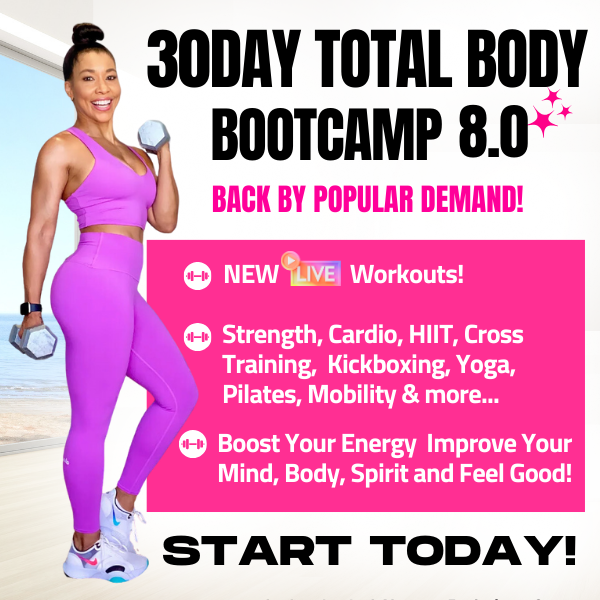 30DAY TOTAL BODY
BOOTCAMP 8.0
BACK BY POPULAR DEMAND!
NEW LIVE Workouts!
Strength, Cardio, HIIT, Cross
Training, Kickboxing, Yoga,
Pilates, Mobility & more...
Boost Your Energy Improve Your
Mind, Body, Spirit and Feel Good!
START TODAY!